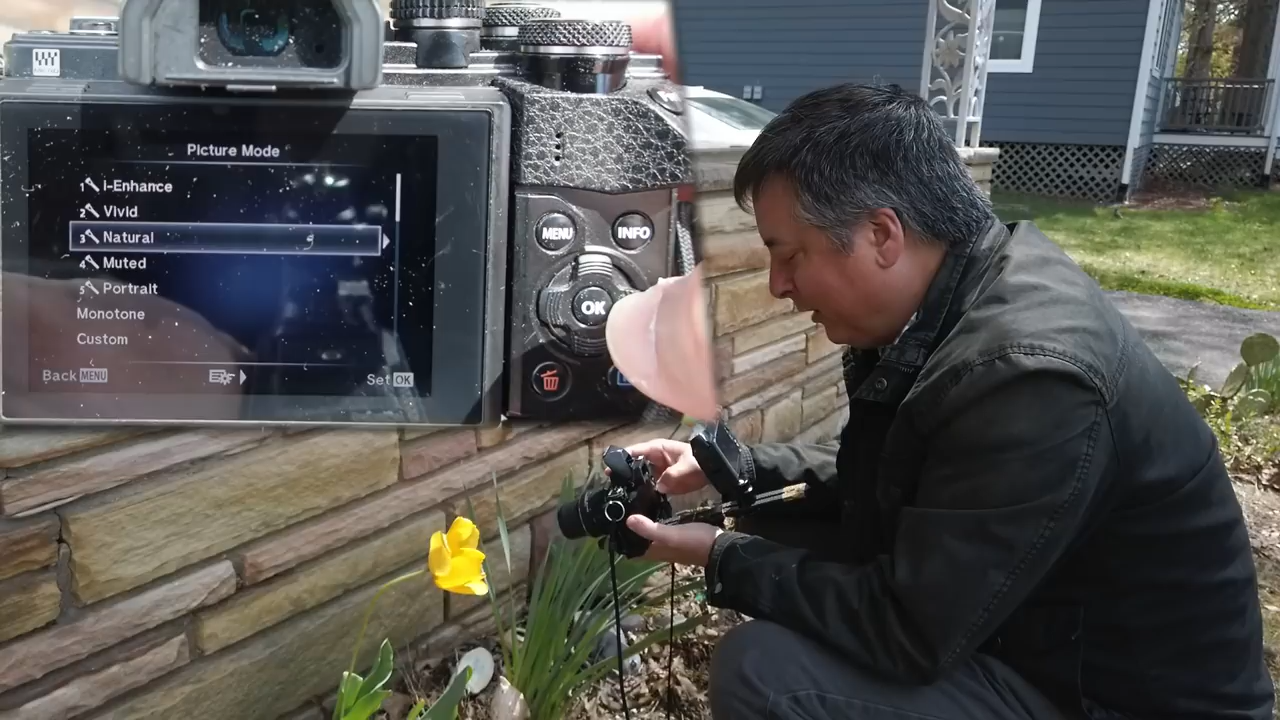 Picture Mode
1 i-Enhance
2 Vivid
3 Natural
4 Muted
5 Portrait
Monotone
Custom
Back MENU
Set OK
MENU
INFO
OK